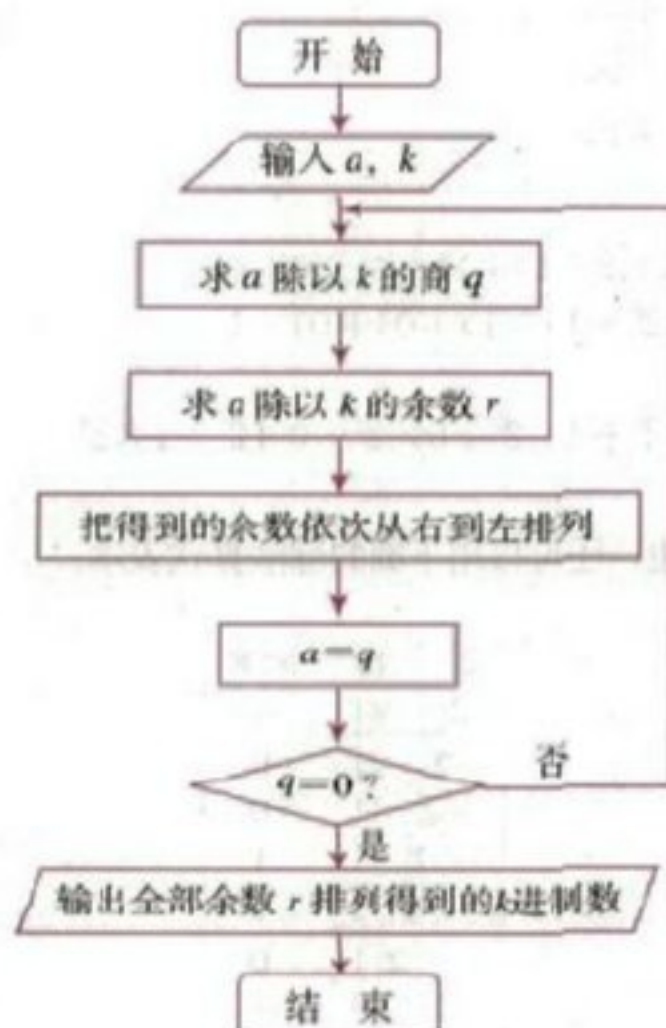 开 始
输入 a, k
求 a 除以 k 的商 q
求 a 除以 k 的余数 r
把得到的余数依次从右到左排列
a=q
q=0?
否
是
输出全部余数 r 排列得到的k进制数
结 束